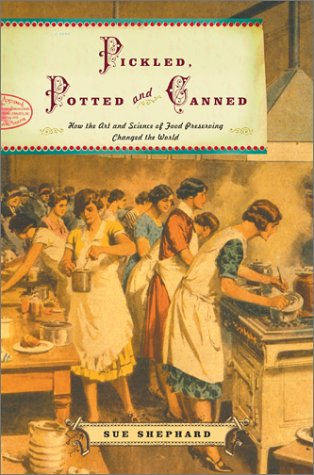 Pickled,
Potted and Canned
How the Art and Science of Food Preserving
Changed the World
SUE SHEPHARD